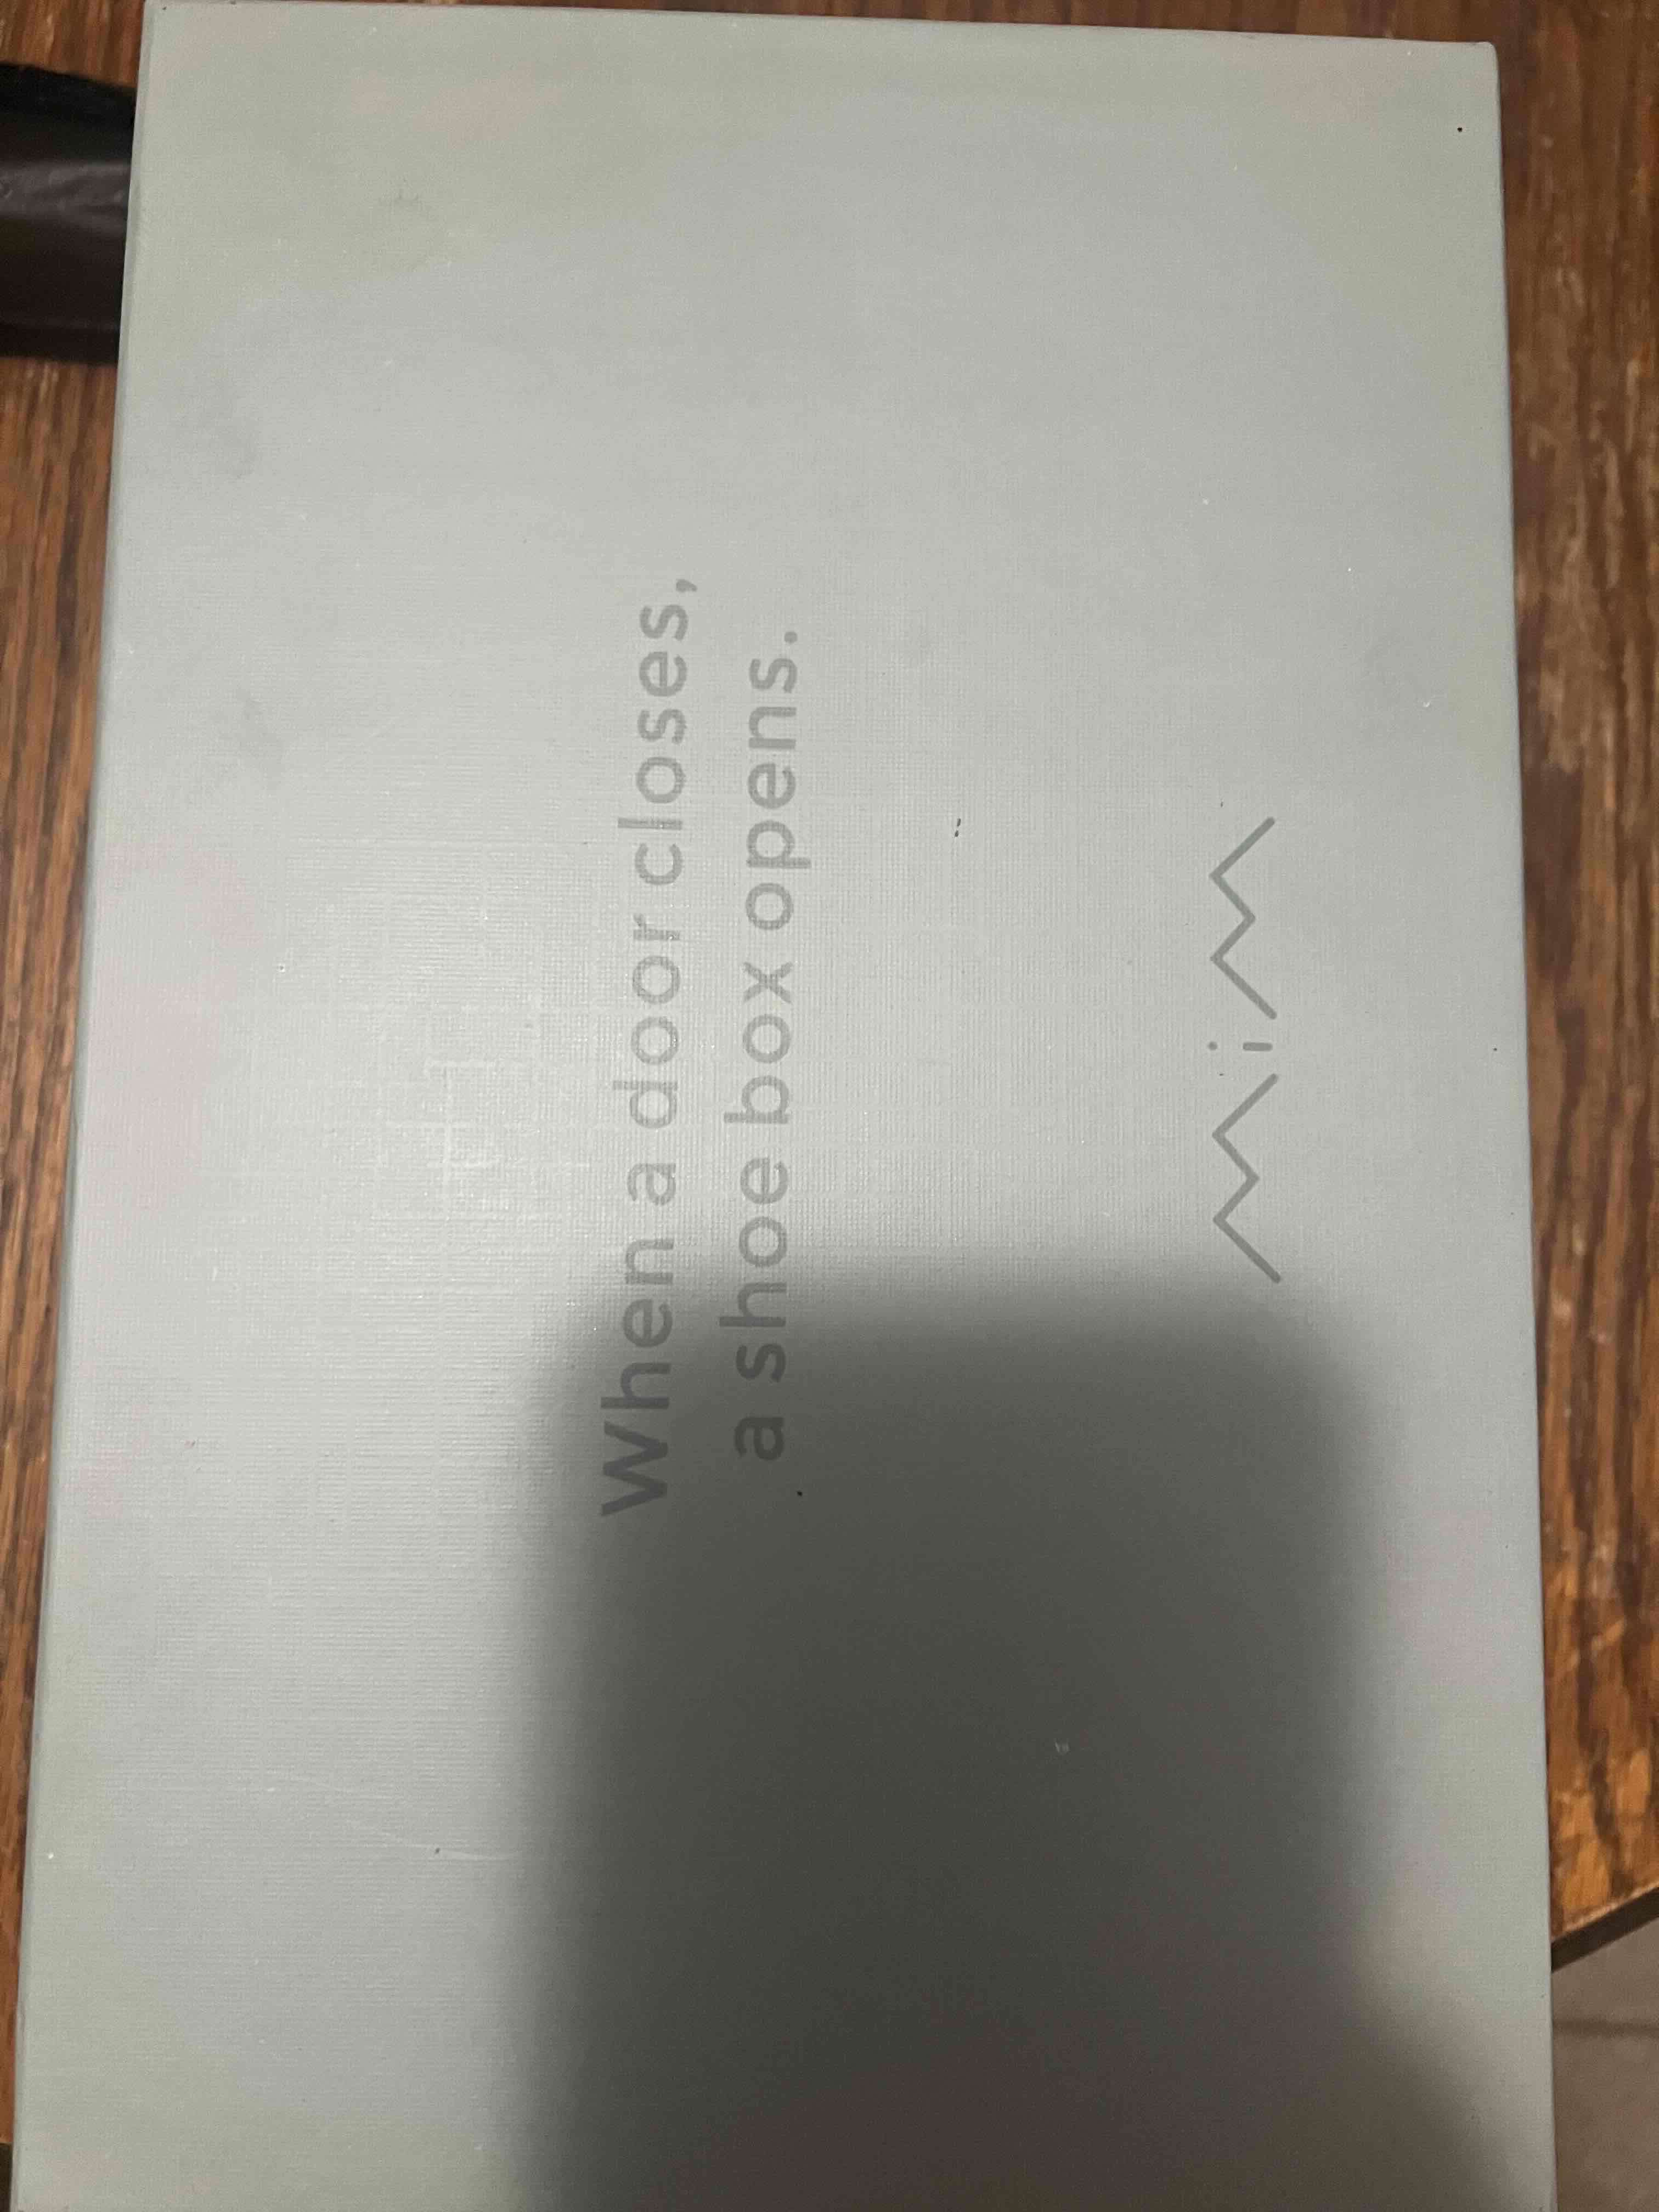 When a door closes,
a shoe box opens.
MiM